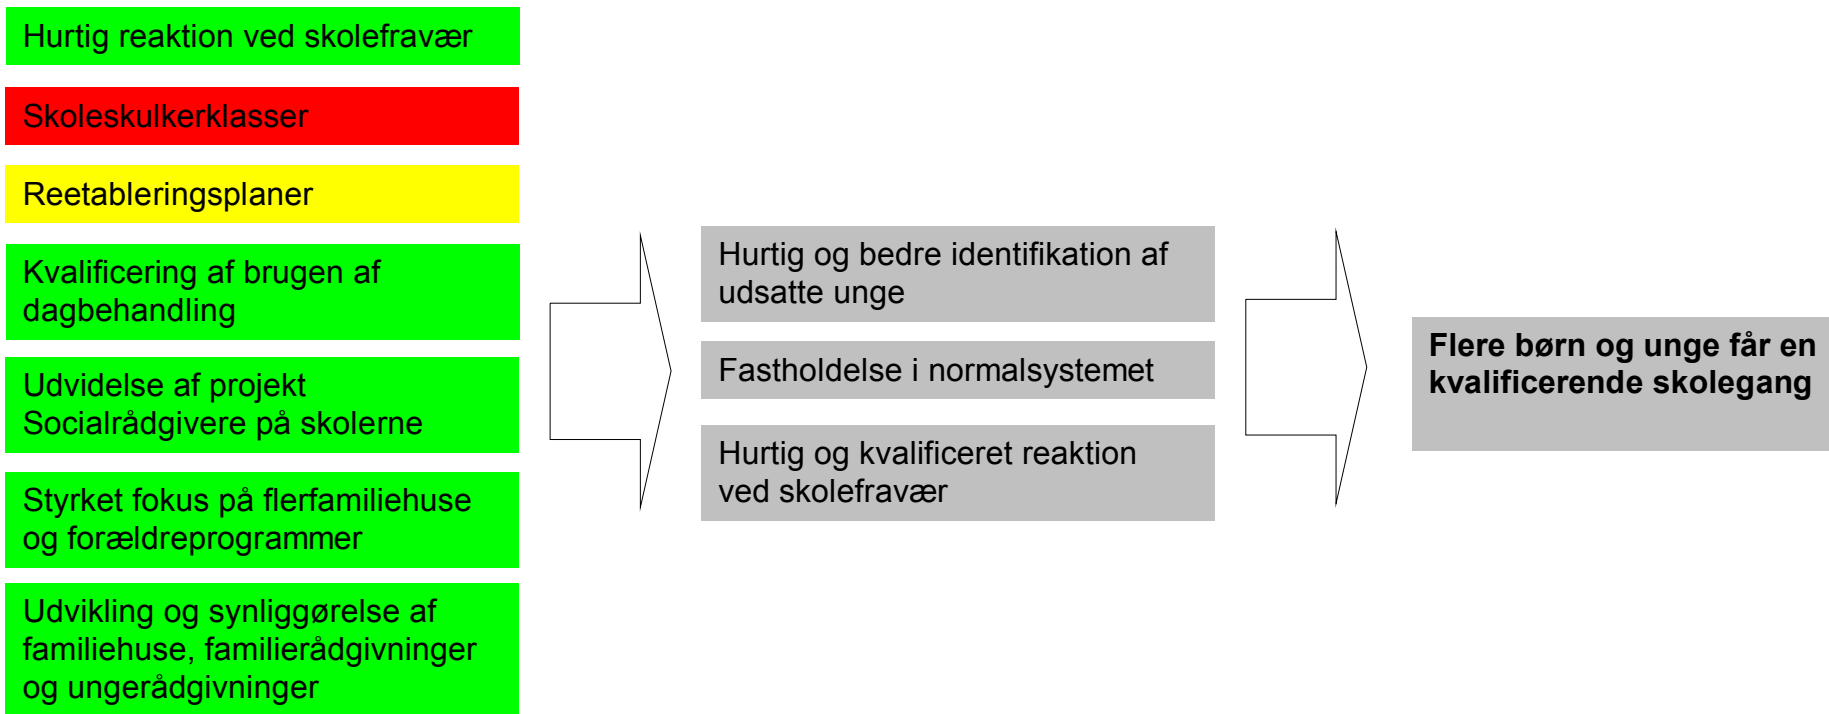 Hurtig reaktion ved skolefravær
Skoleskulkerklasser
Reetableringsplaner
Kvalificering af brugen af
dagbehandling
Udvidelse af projekt
Socialrådgivere på skolerne
Styrket fokus på flerfamiliehuse
og forældreprogrammer
Udvikling og synliggørelse af
familiehuse, familierådgivninger
og ungerådgivninger
Hurtig og bedre identifikation af
udsatte unge
Fastholdelse i normalsystemet
Hurtig og kvalificeret reaktion
ved skolefravær
Flere børn og unge får en
kvalificerende skolegang